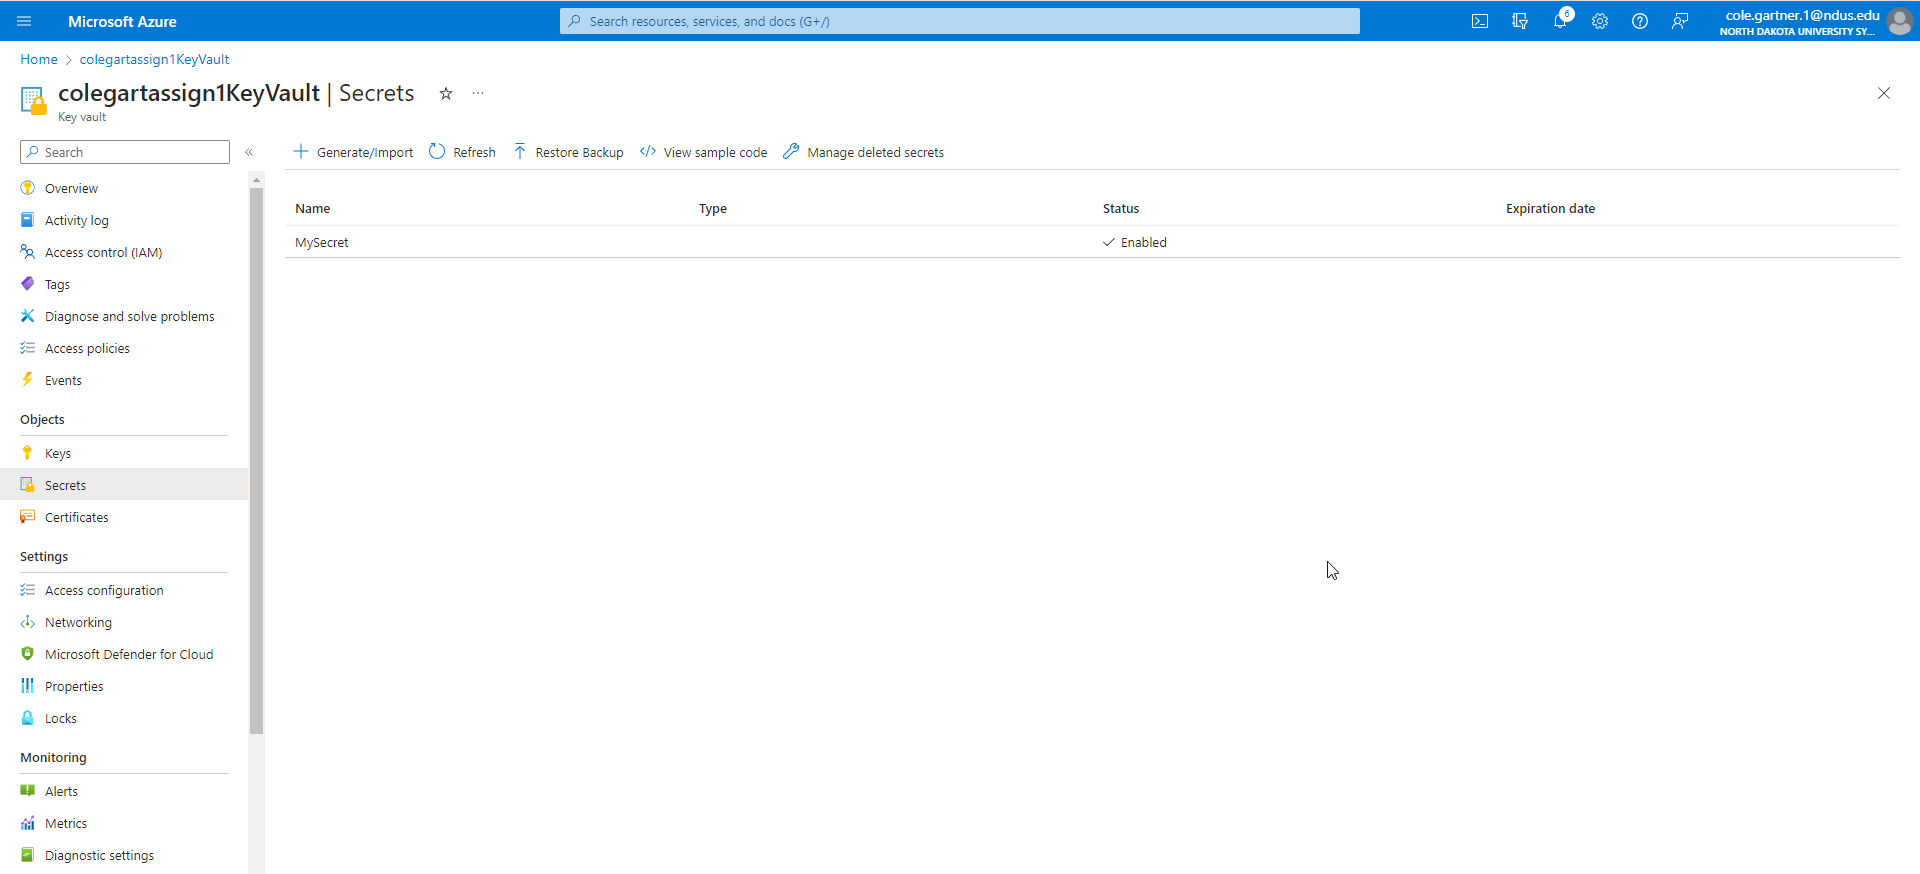 Microsoft Azure
Search resources, services, and docs (G+/)
6
cole.gartner.1@ndus.edu
NORTH DAKOTA UNIVERSITY SY...
Home > colegartassign1KeyVault
colegartassign1KeyVault | Secrets
Key vault
Search
Generate/Import
Refresh
Restore Backup
View sample code
Manage deleted secrets
Overview
Activity log
Access control (IAM)
Tags
Diagnose and solve problems
Access policies
Events
Objects
Keys
Secrets
Certificates
Settings
Access configuration
Networking
Microsoft Defender for Cloud
Properties
Locks
Monitoring
Alerts
Metrics
Diagnostic settings
Name Type Status Expiration date
MySecret Enabled